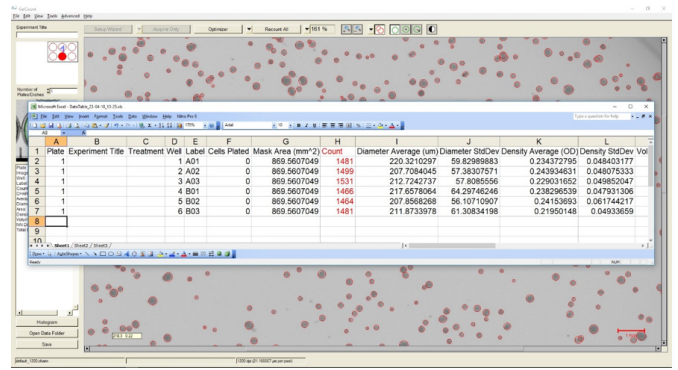 GelCount
File Edit View Tools Advanced Help
Experiment Title
Setup Wizard Acquire Only Optimizer Recount All 161 %
Number of
Plates/Dishes
Microsoft Excel - DataTable_25-04-18_10-25.xls
File Edit View Insert Format Tools Data Window Help Nitro Pro 8 Type a question for help
175% Arial 10
A8
A B C D E F G H I J K L
1 Plate Experiment Title Treatment Well Label Cells Plated Mask Area (mm^2) Count Diameter Average (um) Diameter StdDev Density Average (OD) Density StdDev Vol
2 1 1 A01 0 869.5607049 1481 220.3210297 59.82989883 0.234372795 0.048403177
3 1 2 A02 0 869.5607049 1499 207.7084045 57.38307571 0.243934631 0.048075333
4 1 3 A03 0 869.5607049 1531 212.7242737 57.8085556 0.229031652 0.049852047
5 1 4 B01 0 869.5607049 1466 217.6578064 64.29746246 0.238296539 0.047931306
6 1 5 B02 0 869.5607049 1464 207.8568268 56.10710907 0.24153693 0.061744217
7 1 6 B03 0 869.5607049 1481 211.8733978 61.30834198 0.21950148 0.04933659
8
9
10
Sheet1 / Sheet2 / Sheet3
Draw AutoShapes
Ready NUM
Histogram
Open Data Folder
Save